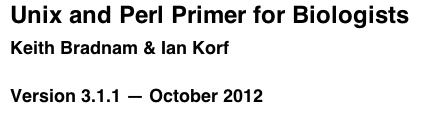 Unix and Perl Primer for Biologists
Keith Bradnam & Ian Korf
Version 3.1.1 — October 2012